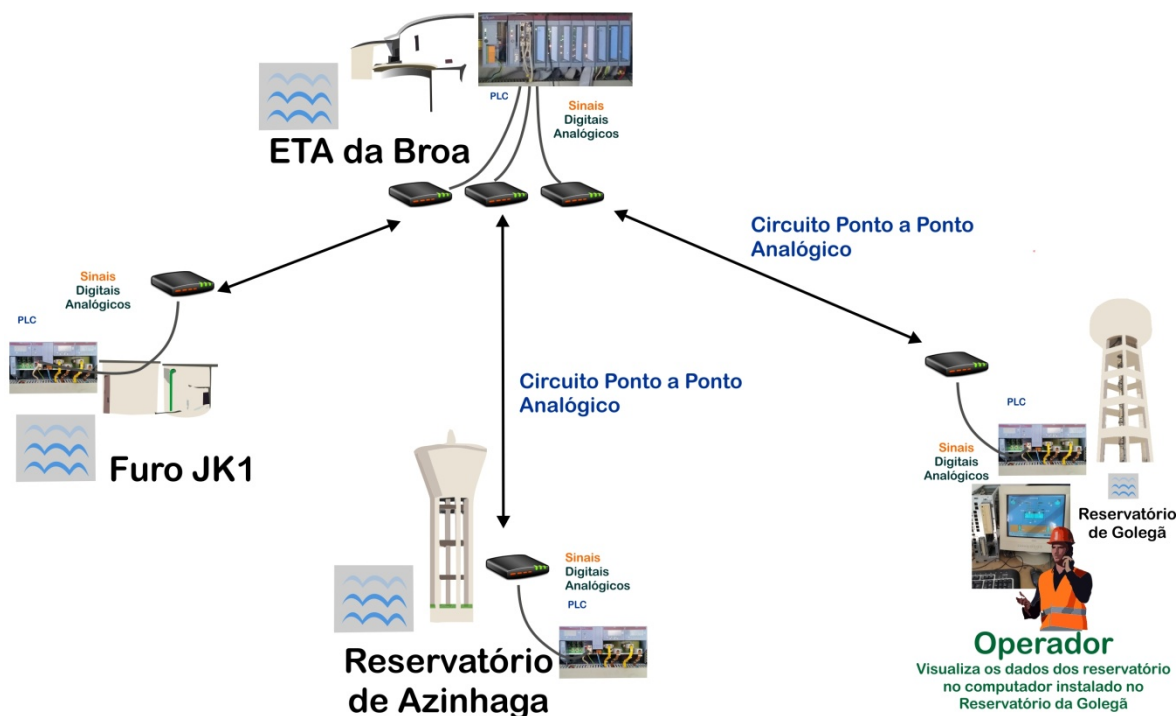 PLC
Sinais
Digitais
Analógicos
ETA da Broa
Circuito Ponto a Ponto
Analógico
Sinais
Digitais
Analógicos
PLC
Furo JK1
Circuito Ponto a Ponto
Analógico
PLC
Sinais
Digitais
Analógicos
Reservatório
de Golegã
Sinais
Digitais
Analógicos
PLC
Reservatório
de Azinhaga
Operador
Visualiza os dados dos reservatório
no computador instalado no
Reservatório da Golegã